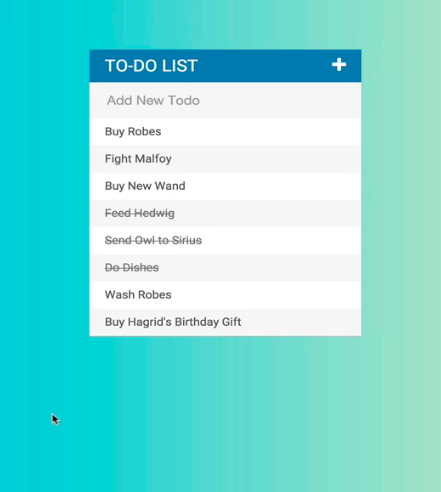 TO-DO LIST
Add New Todo
Buy Robes
Fight Malfoy
Buy New Wand
Feed Hedwig
Send Owl to Sirius
Do Dishes
Wash Robes
Buy Hagrid's Birthday Gift